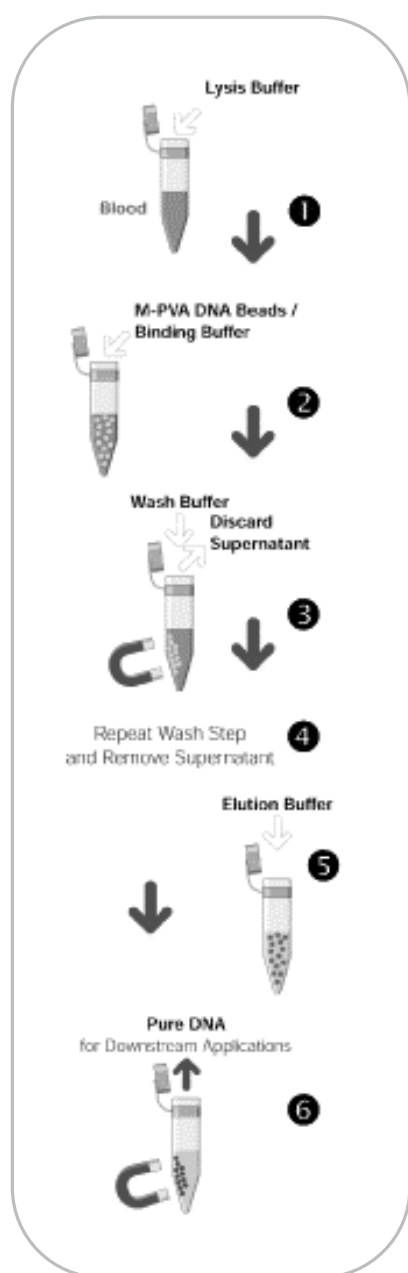 Lysis Buffer
Blood
1
M-PVA DNA Beads /
Binding Buffer
2
Wash Buffer
Discard
Supernatant
3
Repeat Wash Step
and Remove Supernatant
4
Elution Buffer
5
Pure DNA
for Downstream Applications
6